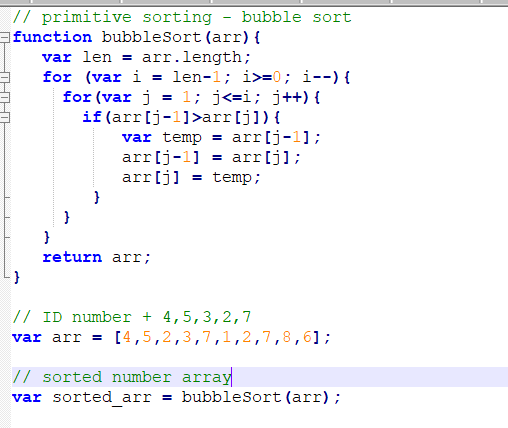 // primitive sorting - bubble sort
function bubbleSort(arr){
var len = arr.length;
for (var i = len-1; i>=0; i--){
for(var j = 1; j<=i; j++){
if(arr[j-1]>arr[j]){
var temp = arr[j-1];
arr[j-1] = arr[j];
arr[j] = temp;
}
}
}
return arr;
}
// ID number + 4,5,3,2,7
var arr = [4,5,2,3,7,1,2,7,8,6];
// sorted number array
var sorted_arr = bubbleSort(arr);